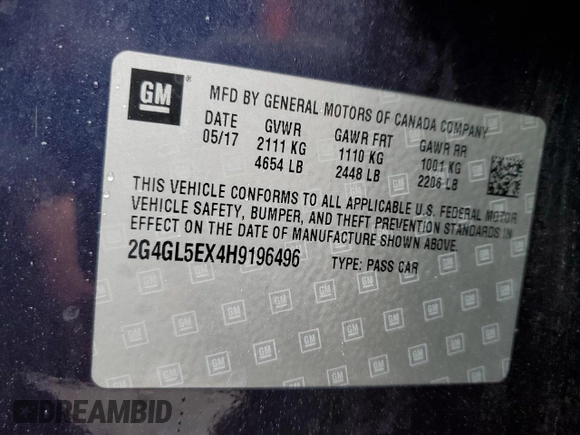 GM ®
MFD BY GENERAL MOTORS OF CANADA COMPANY
DATE GVWR GAWR FRT GAWR RR
05/17 2111 KG 1110 KG 1001 KG
4654 LB 2448 LB 2206 LB
THIS VEHICLE CONFORMS TO ALL APPLICABLE U.S. FEDERAL MOTOR
VEHICLE SAFETY, BUMPER, AND THEFT PREVENTION STANDARDS IN
EFFECT ON THE DATE OF MANUFACTURE SHOWN ABOVE.
2G4GL5EX4H9196496 TYPE: PASS CAR
DREAMBID